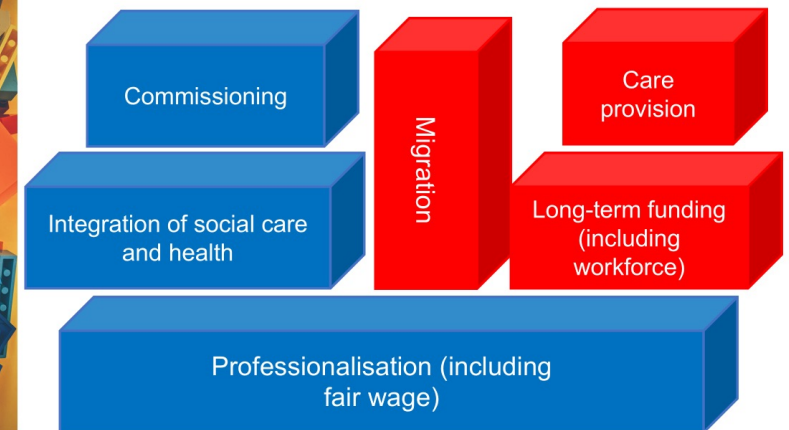 Commissioning
Migration
Care
provision
Integration of social care
and health
Long-term funding
(including
workforce)
Professionalisation (including
fair wage)